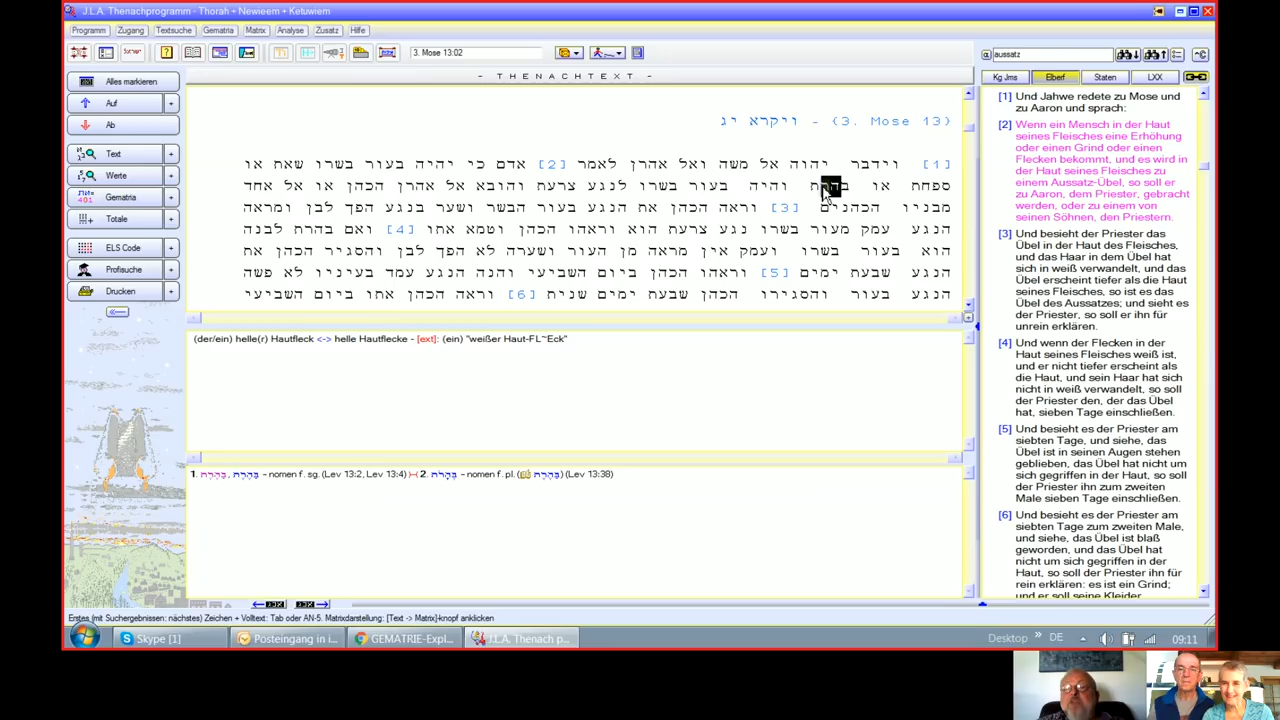 J.L.A. Thenachprogramm - Thorah + Newieem + Ketuwiem
Programm Zugang Textsuche Gematria Matrix Analyse Zusatz Hilfe
3. Mose 13:02
aussatz
Alles markieren
Auf +
Ab
Text +
Werte +
Gematria +
Totale +
ELS Code +
Profisuche +
Drucken +
- THENACHTEXT -
ויקרא יג - (3. Mose 13)
[1] וידבר יהוה אל משה ואל אהרן לאמר [2] אדם כי יהיה בעור בשרו שאת או
ספחת או בהרת והיה בעור בשרו לנגע צרעת והובא אל אהרן הכהן או אל אחד
מבניו הכהנים [3] וראה הכהן את הנגע בעור הבשר ושער בנגע הפך לבן ומראה
הנגע עמק מעור בשרו נגע צרעת הוא וראהו הכהן וטמא אתו [4] ואם בהרת לבנה
הוא בעור בשרו ועמק אין מראה מן העור ושערה לא הפך לבן והסגיר הכהן את
הנגע שבעת ימים [5] וראהו הכהן ביום השביעי והנה הנגע עמד בעיניו לא פשה
הנגע בעור והסגירו הכהן שבעת ימים שנית [6] וראה הכהן אתו ביום השביעי
(der/ein) helle(r) Hautfleck <-> helle Hautflecke - [ext]: (ein) "weißer Haut-FL~Eck"
1. בַּהֶרֶת, בַּהֶרֶת – nomen f. sg. (Lev 13:2, Lev 13:4) 2. בֶּהָרֹת – nomen f. pl. (בַּהֶרֶת) (Lev 13:38)
Kg Jms Elberf Staten LXX
[1] Und Jahwe redete zu Mose und
zu Aaron und sprach:
[2] Wenn ein Mensch in der Haut
seines Fleisches eine Erhöhung
oder einen Grind oder einen
Flecken bekommt, und es wird in
der Haut seines Fleisches zu
einem Aussatz-Übel, so soll er
zu Aaron, dem Priester, gebracht
werden, oder zu einem von
seinen Söhnen, den Priestern.
[3] Und besieht der Priester das
Übel in der Haut des Fleisches,
und das Haar in dem Übel hat
sich in weiß verwandelt, und das
Übel erscheint tiefer als die Haut
seines Fleisches, so ist es das
Übel des Aussatzes; und sieht es
der Priester, so soll er ihn für
unrein erklären.
[4] Und wenn der Flecken in der
Haut seines Fleisches weiß ist,
und er nicht tiefer erscheint als
die Haut, und sein Haar hat sich
nicht in weiß verwandelt, so soll
der Priester den, der das Übel
hat, sieben Tage einschließen.
[5] Und besieht es der Priester am
siebten Tage, und siehe, das
Übel ist in seinen Augen stehen
geblieben, das Übel hat nicht um
sich gegriffen in der Haut, so soll
der Priester ihn zum zweiten
Male sieben Tage einschließen.
[6] Und besieht es der Priester am
siebten Tage zum zweiten Male,
und siehe, das Übel ist blaß
geworden, und das Übel hat
nicht um sich gegriffen in der
Haut, so soll der Priester ihn für
rein erklären: es ist ein Grind;
und er soll seine Kleider
Erstes (mit Suchergebnissen: nächstes) Zeichen + Volltext: Tab oder AN-5. Matrixdarstellung: [Text -> Matrix]-knopf anklicken
Skype [1] Posteingang in i... GEMATRIE-Expl... J.L.A. Thenach p... Desktop » DE 09:11